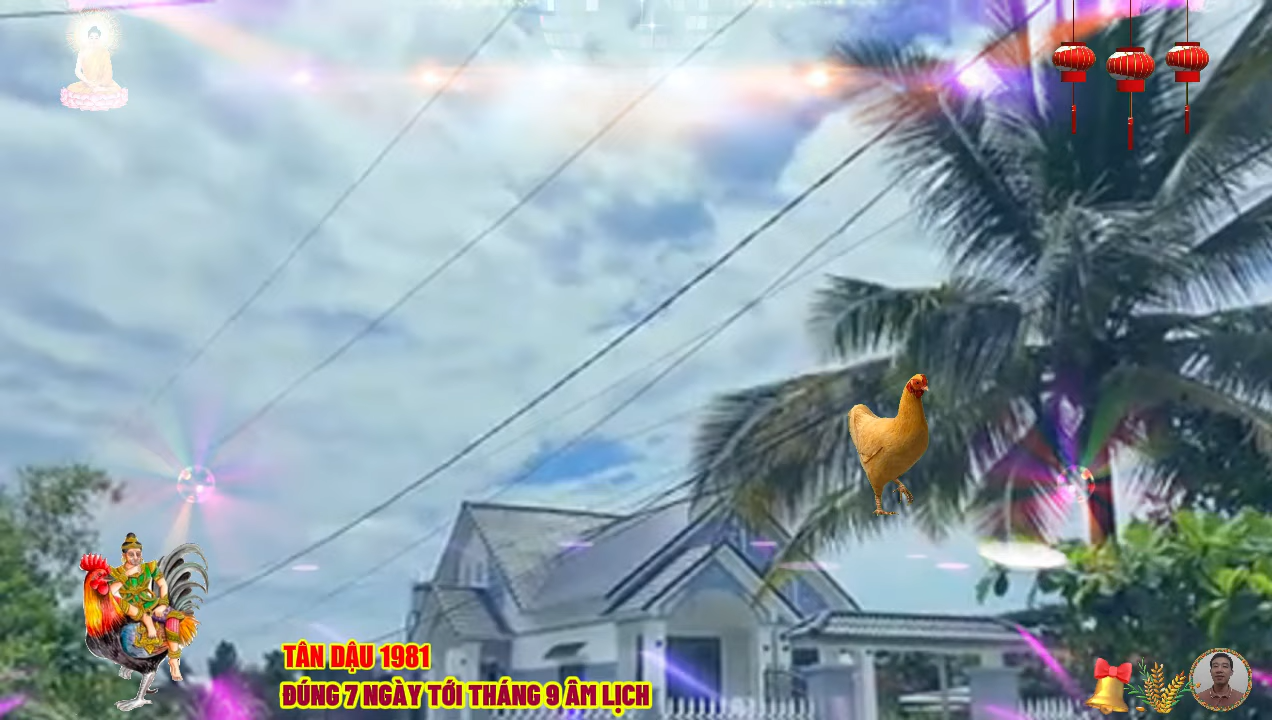 TÂN DẬU 1981
ĐÚNG 7 NGÀY TỚI THÁNG 9 ÂM LỊCH